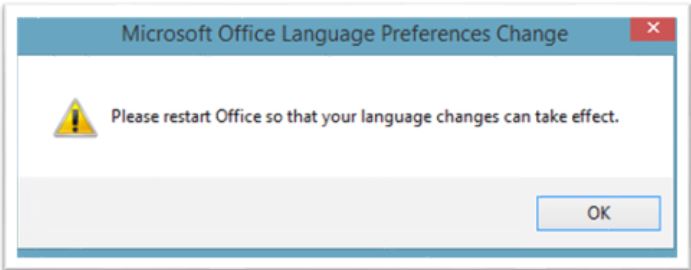 Microsoft Office Language Preferences Change
Please restart Office so that your language changes can take effect.
OK